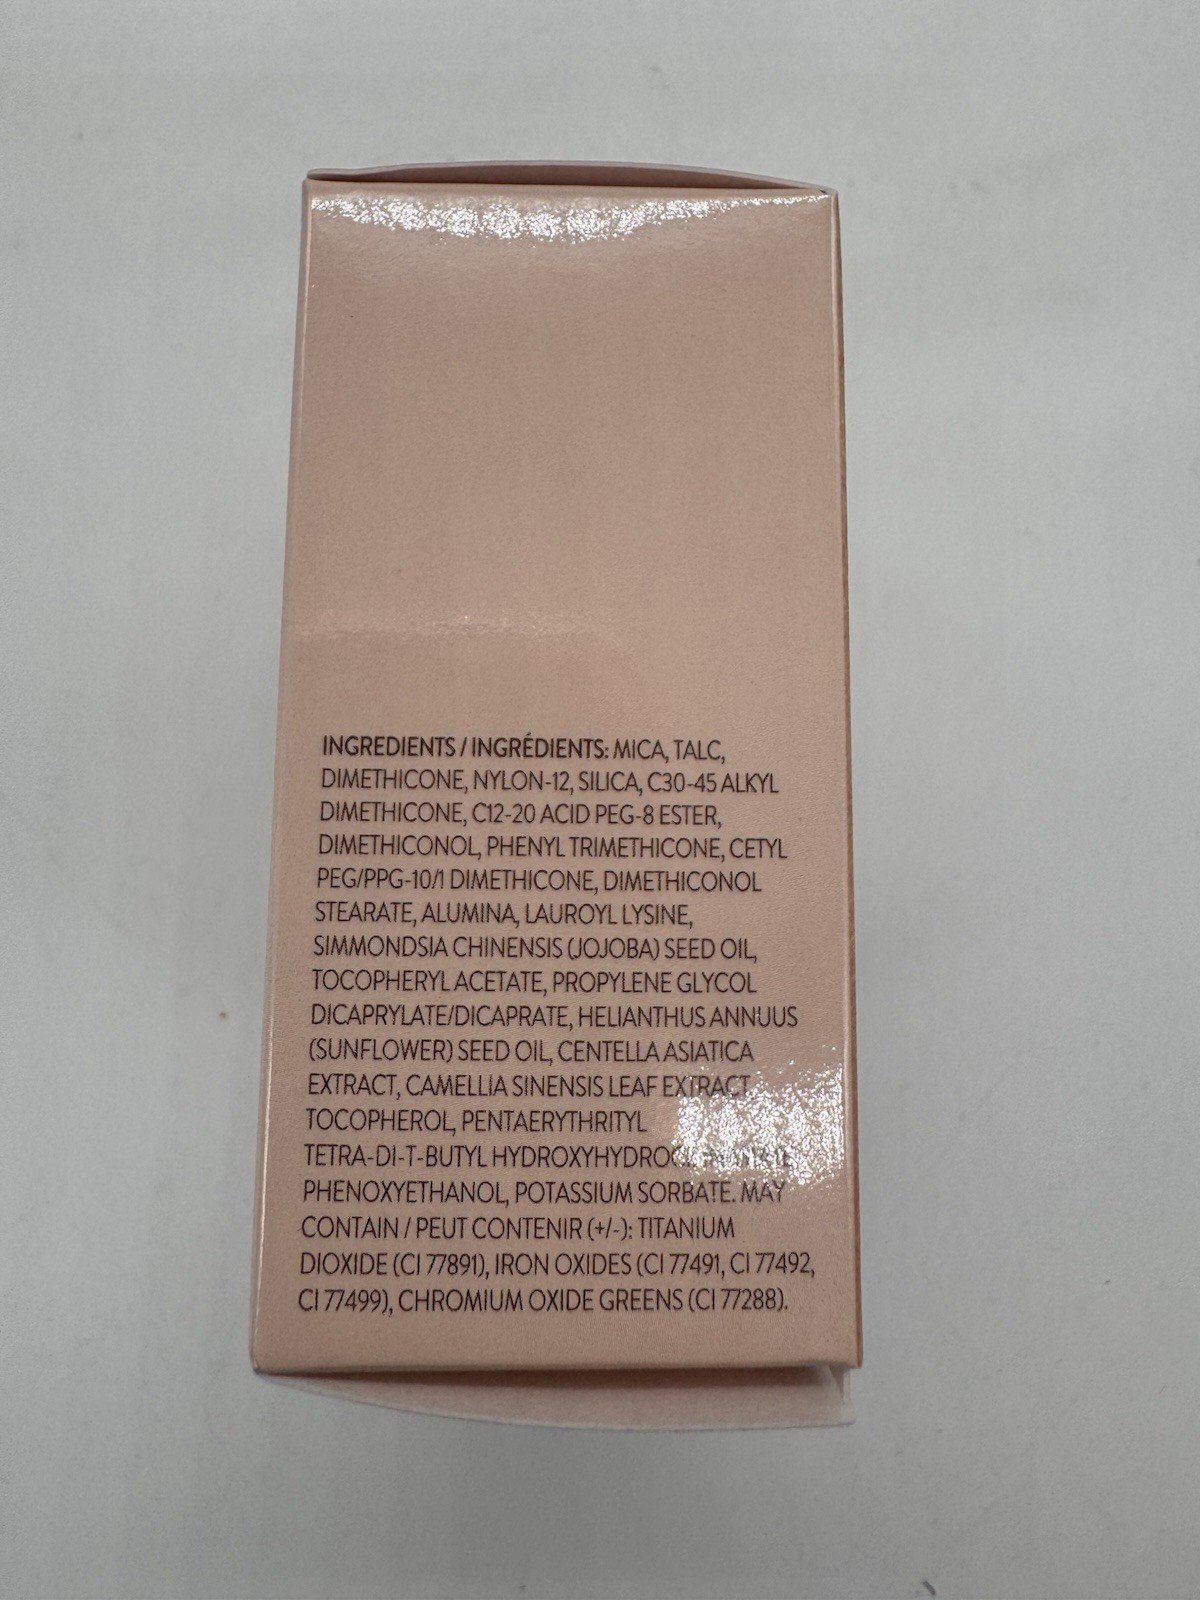 INGREDIENTS / INGRÉDIENTS: MICA, TALC,
DIMETHICONE, NYLON-12, SILICA, C30-45 ALKYL
DIMETHICONE, C12-20 ACID PEG-8 ESTER,
DIMETHICONOL, PHENYL TRIMETHICONE, CETYL
PEG/PPG-10/1 DIMETHICONE, DIMETHICONOL
STEARATE, ALUMINA, LAUROYL LYSINE,
SIMMONDSIA CHINENSIS (JOJOBA) SEED OIL,
TOCOPHERYL ACETATE, PROPYLENE GLYCOL
DICAPRYLATE/DICAPRATE, HELIANTHUS ANNUUS
(SUNFLOWER) SEED OIL, CENTELLA ASIATICA
EXTRACT, CAMELLIA SINENSIS LEAF EXTRACT,
TOCOPHEROL, PENTAERYTHRITYL
TETRA-DI-T-BUTYL
PHENOXYETHANOL, POTASSIUM SORBATE. MAY
CONTAIN / PEUT CONTENIR (+/-): TITANIUM
DIOXIDE (CI 77891), IRON OXIDES (CI 77491, CI 77492,
CI 77499), CHROMIUM OXIDE GREENS (CI 77288).